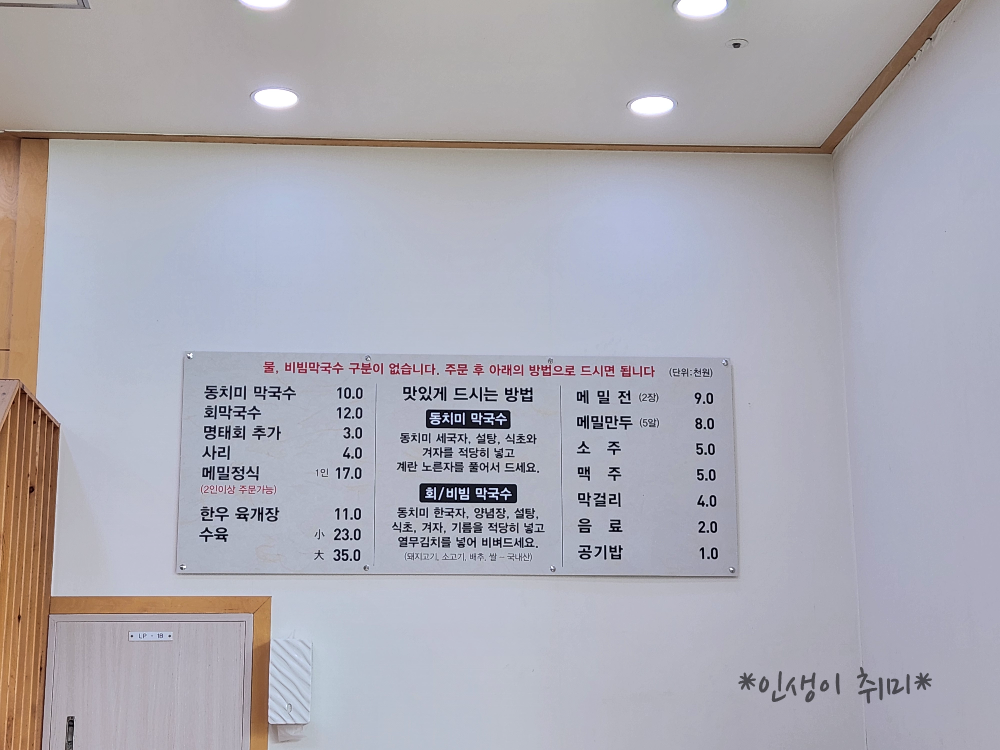 물, 비빔막국수 구분이 없습니다. 주문 후 아래의 방법으로 드시면 됩니다 (단위:천원)
동치미 막국수 10.0
회막국수 12.0
명태회 추가 3.0
사리 4.0
메밀정식 1인 17.0
(2인이상 주문가능)
한우 육개장 11.0
수육 小 23.0
大 35.0
맛있게 드시는 방법
동치미 막국수
동치미 세국자, 설탕, 식초와
겨자를 적당히 넣고
계란 노른자를 풀어서 드세요.
회/비빔 막국수
동치미 한국자, 양념장, 설탕,
식초, 겨자, 기름을 적당히 넣고
열무김치를 넣어 비벼드세요.
(돼지고기, 소고기, 배추, 쌀 - 국내산)
메 밀 전 (2장) 9.0
메밀만두 (5알) 8.0
소 주 5.0
맥 주 5.0
막걸리 4.0
음 료 2.0
공기밥 1.0
LP - 1B
*인생이 취미*